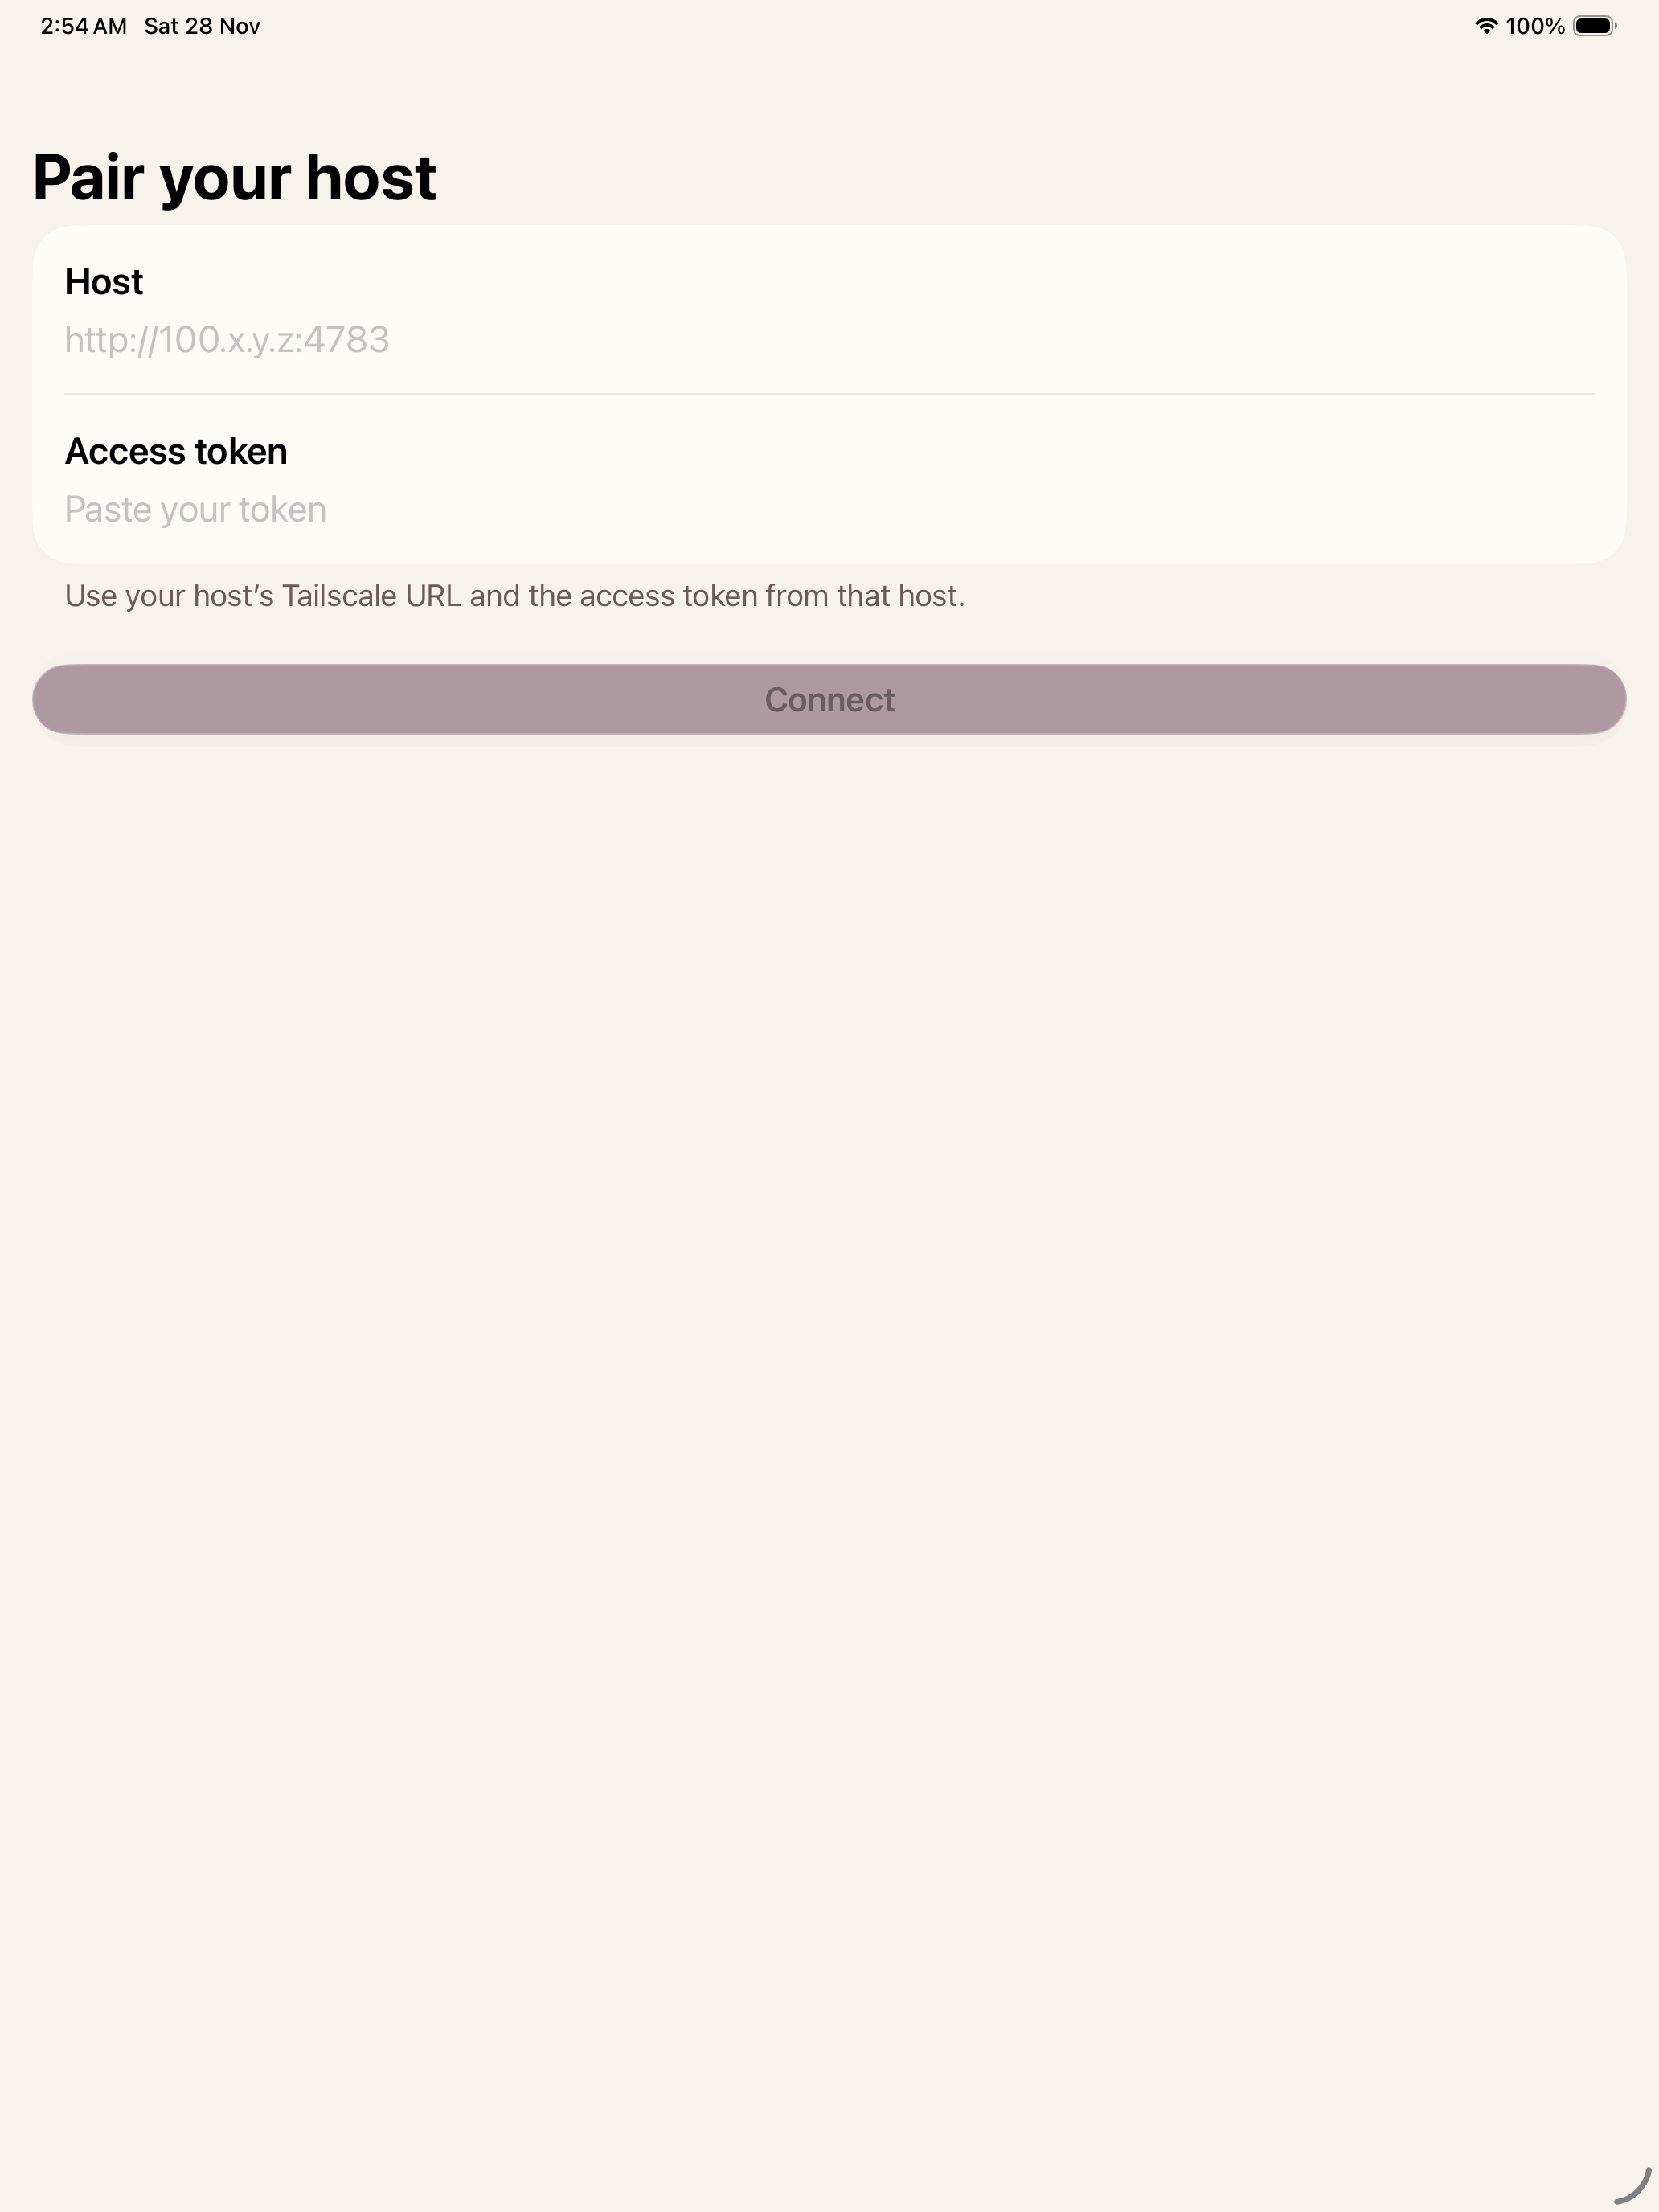 2:54 AM Sat 28 Nov 100%
Pair your host
Host
http://100.x.y.z:4783
Access token
Paste your token
Use your host’s Tailscale URL and the access token from that host.
Connect